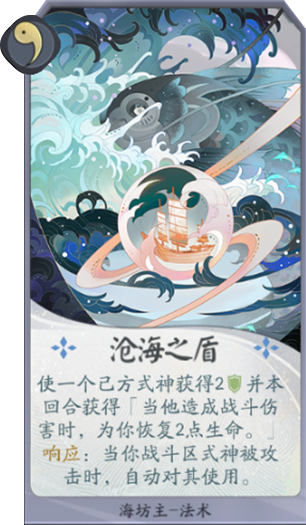 沧海之盾
使一个己方式神获得2并本
回合获得「当他造成战斗伤
害时，为你恢复2点生命。」
响应：当你战斗区式神被攻
击时，自动对其使用。
海坊主-法术